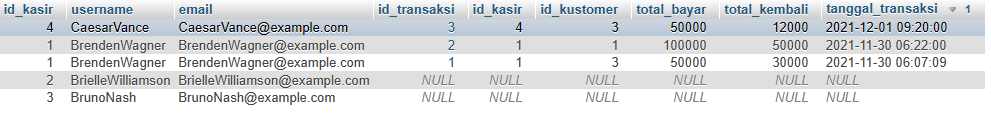 id_kasir username email id_transaksi id_kasir id_kustomer total_bayar total_kembali tanggal_transaksi 1
4 CaesarVance CaesarVance@example.com 3 4 3 50000 12000 2021-12-01 09:20:00
1 BrendenWagner BrendenWagner@example.com 2 1 1 100000 50000 2021-11-30 06:22:00
1 BrendenWagner BrendenWagner@example.com 1 1 3 50000 30000 2021-11-30 06:07:09
2 BrielleWilliamson BrielleWilliamson@example.com NULL NULL NULL NULL NULL NULL
3 BrunoNash BrunoNash@example.com NULL NULL NULL NULL NULL NULL